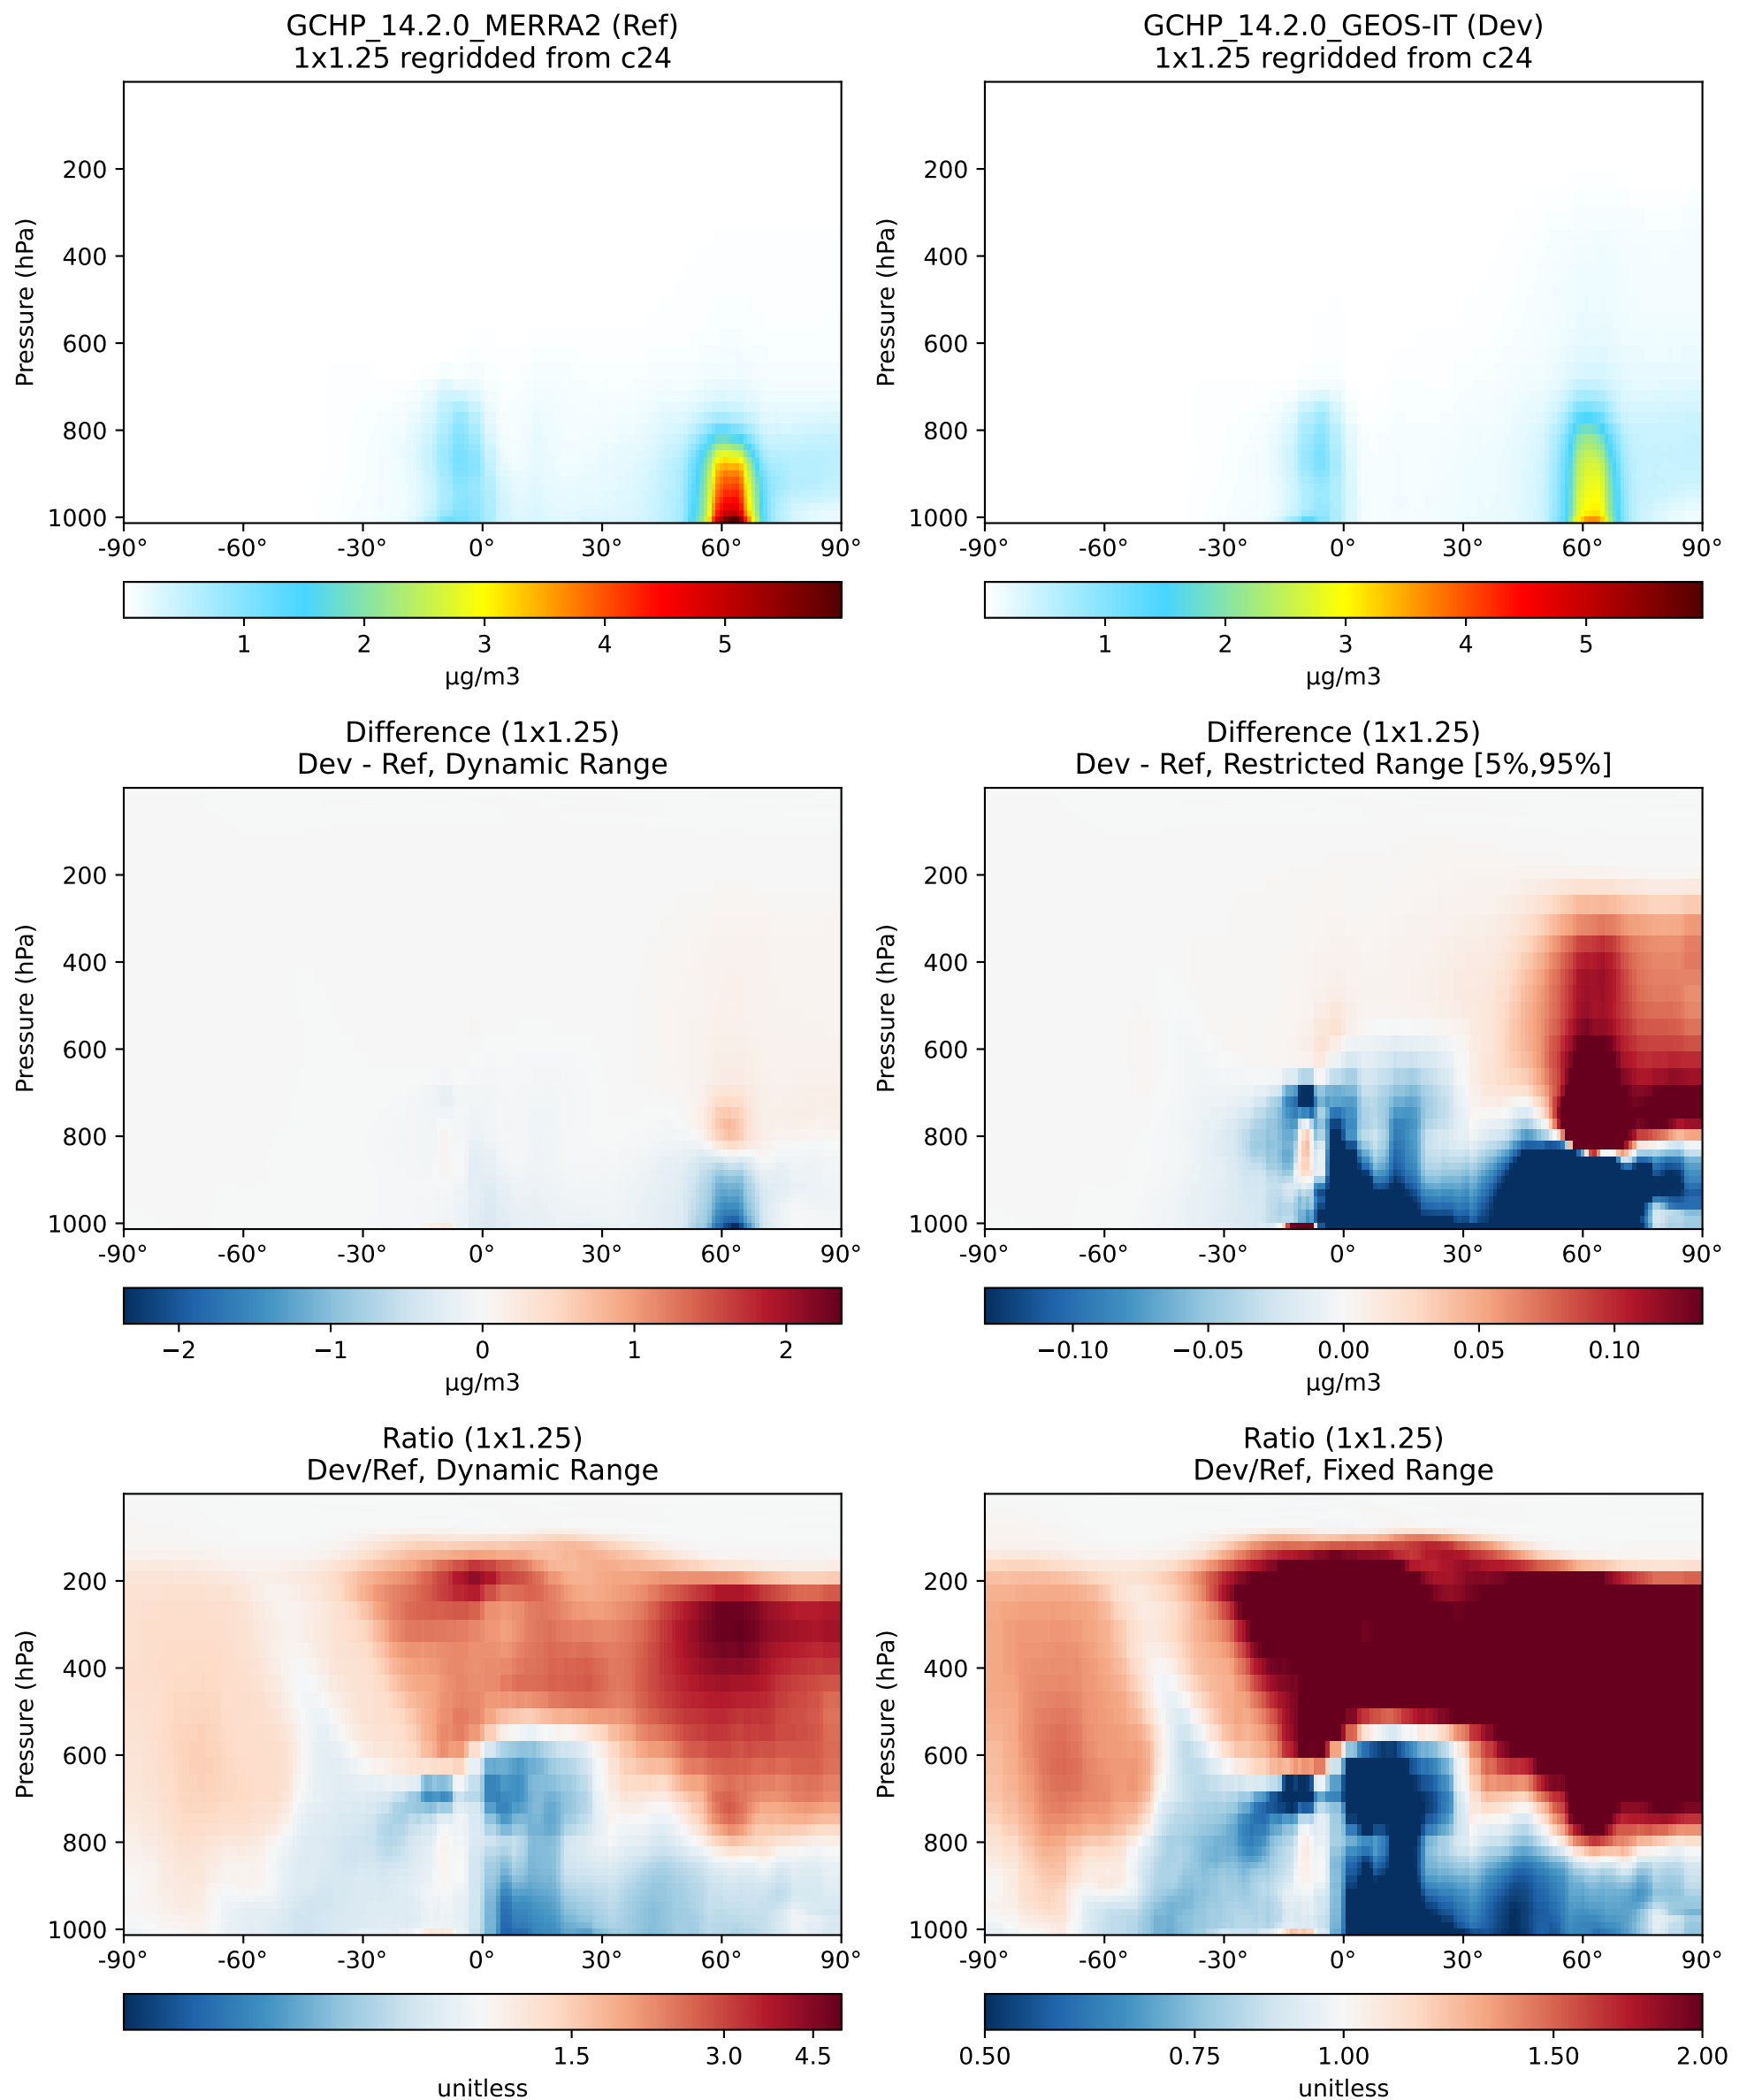 GCHP_14.2.0_MERRA2 (Ref)
1x1.25 regridded from c24
Pressure (hPa)
200
400
600
800
1000
-90° -60° -30° 0° 30° 60° 90°
1 2 3 4 5
µg/m3
GCHP_14.2.0_GEOS-IT (Dev)
1x1.25 regridded from c24
Pressure (hPa)
200
400
600
800
1000
-90° -60° -30° 0° 30° 60° 90°
1 2 3 4 5
µg/m3
Difference (1x1.25)
Dev - Ref, Dynamic Range
Pressure (hPa)
200
400
600
800
1000
-90° -60° -30° 0° 30° 60° 90°
−2 −1 0 1 2
µg/m3
Difference (1x1.25)
Dev - Ref, Restricted Range [5%,95%]
Pressure (hPa)
200
400
600
800
1000
-90° -60° -30° 0° 30° 60° 90°
−0.10 −0.05 0.00 0.05 0.10
µg/m3
Ratio (1x1.25)
Dev/Ref, Dynamic Range
Pressure (hPa)
200
400
600
800
1000
-90° -60° -30° 0° 30° 60° 90°
1.5 3.0 4.5
unitless
Ratio (1x1.25)
Dev/Ref, Fixed Range
Pressure (hPa)
200
400
600
800
1000
-90° -60° -30° 0° 30° 60° 90°
0.50 0.75 1.00 1.50 2.00
unitless